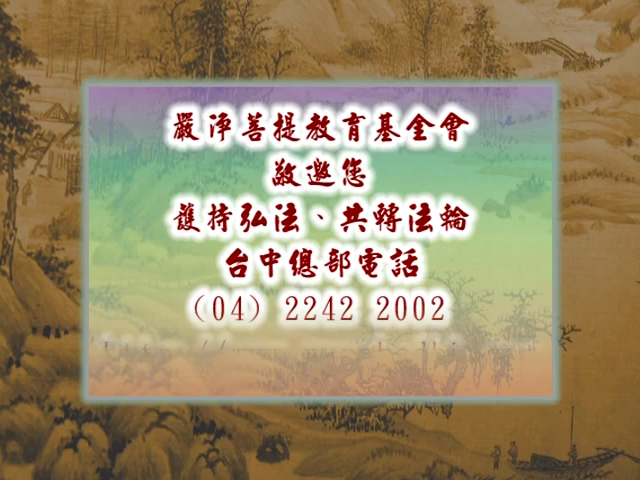 嚴淨菩提教育基金會
敬邀您
護持弘法、共轉法輪
台中總部電話
(04) 2242 2002